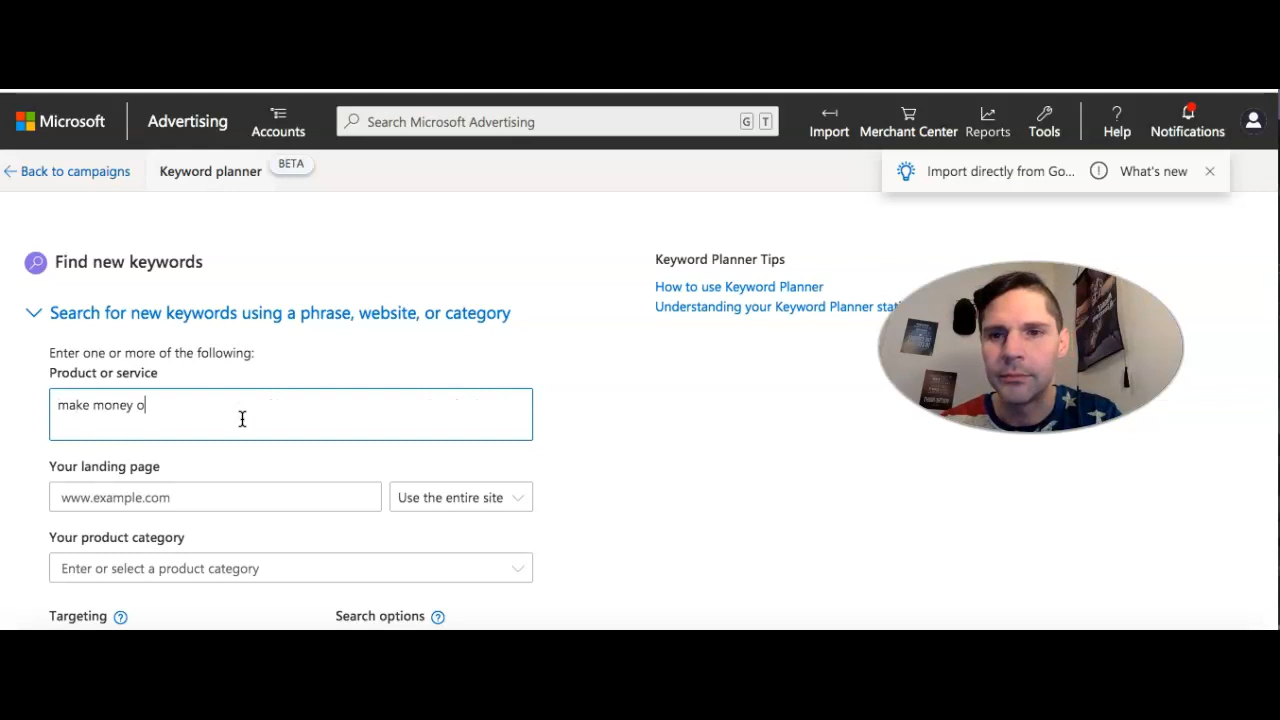 Microsoft
Advertising
Accounts
Search Microsoft Advertising
G T
Import
Merchant Center
Reports
Tools
Help
Notifications
Back to campaigns
Keyword planner
BETA
Import directly from Go...
What's new
Find new keywords
Search for new keywords using a phrase, website, or category
Enter one or more of the following:
Product or service
make money o
Your landing page
www.example.com
Use the entire site
Your product category
Enter or select a product category
Targeting ?
Search options ?
Keyword Planner Tips
How to use Keyword Planner
Understanding your Keyword Planner